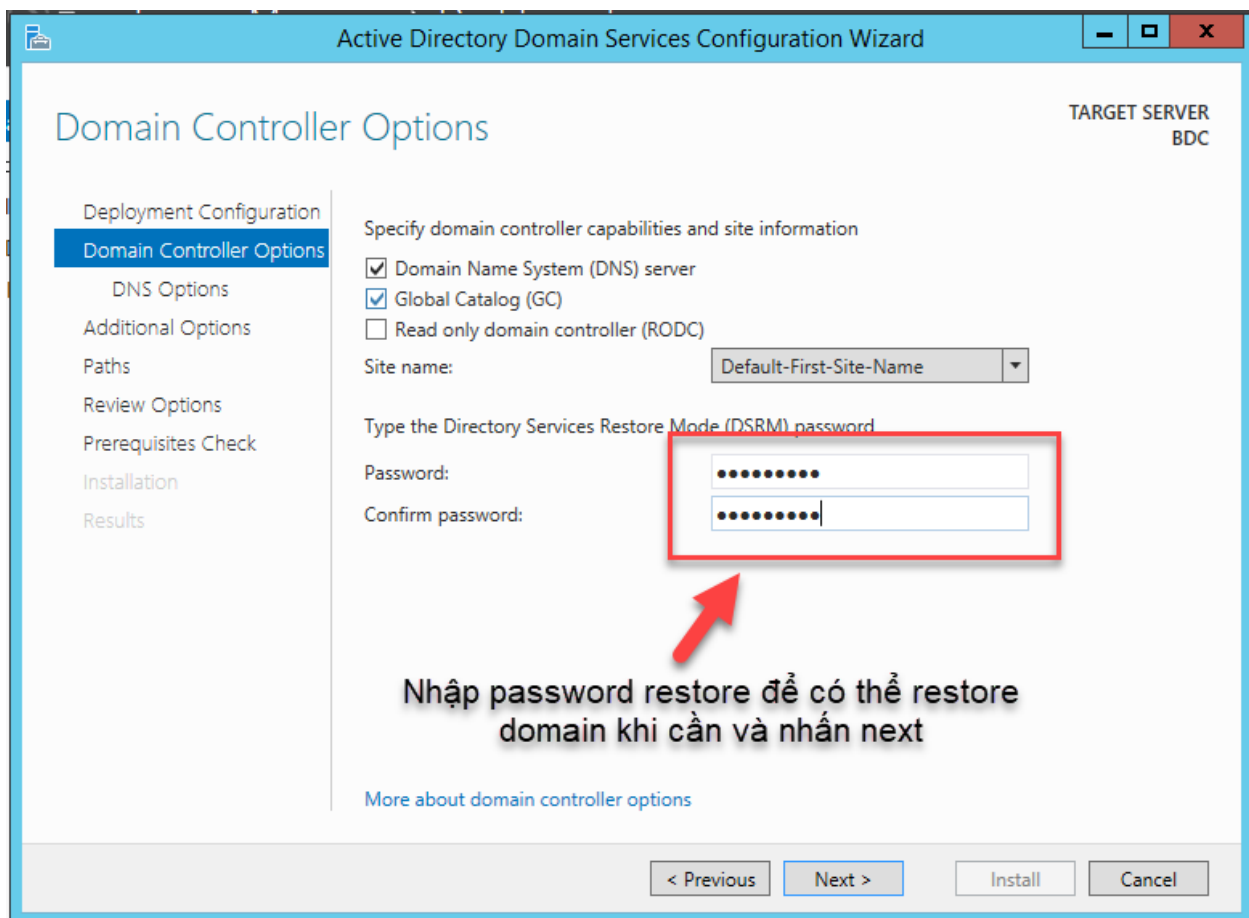 Active Directory Domain Services Configuration Wizard
Domain Controller Options
TARGET SERVER
BDC
Deployment Configuration
Domain Controller Options
DNS Options
Additional Options
Paths
Review Options
Prerequisites Check
Installation
Results
Specify domain controller capabilities and site information
Domain Name System (DNS) server
Global Catalog (GC)
Read only domain controller (RODC)
Site name: Default-First-Site-Name
Type the Directory Services Restore Mode (DSRM) password
Password: •••••••••
Confirm password: •••••••••
Nhập password restore để có thể restore
domain khi cần và nhấn next
More about domain controller options
< Previous Next > Install Cancel